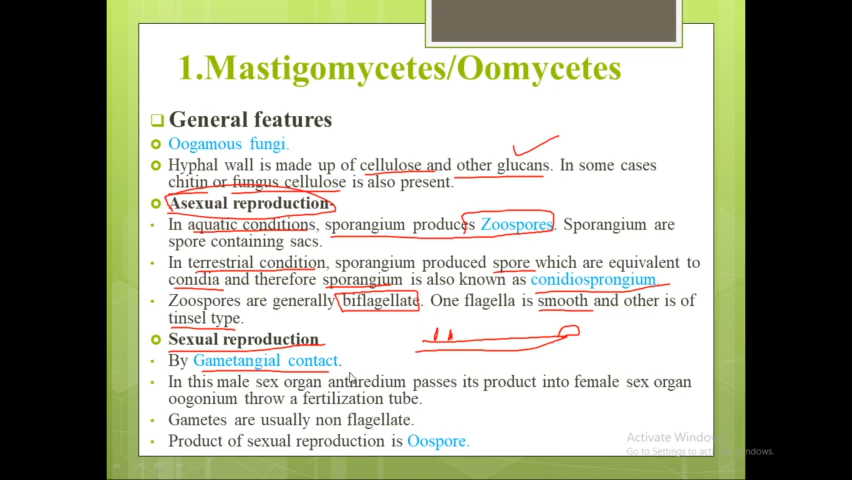 1.Mastigomycetes/Oomycetes
General features
Oogamous fungi.
Hyphal wall is made up of cellulose and other glucans. In some cases
chitin or fungus cellulose is also present.
Asexual reproduction-
In aquatic conditions, sporangium produces Zoospores. Sporangium are
spore containing sacs.
In terrestrial condition, sporangium produced spore which are equivalent to
conidia and therefore sporangium is also known as conidiosprongium.
Zoospores are generally biflagellate. One flagella is smooth and other is of
tinsel type.
Sexual reproduction
By Gametangial contact.
In this male sex organ antaredium passes its product into female sex organ
oogonium throw a fertilization tube.
Gametes are usually non flagellate.
Product of sexual reproduction is Oospore.
Activate Windows
Go to Settings to activate Windows.